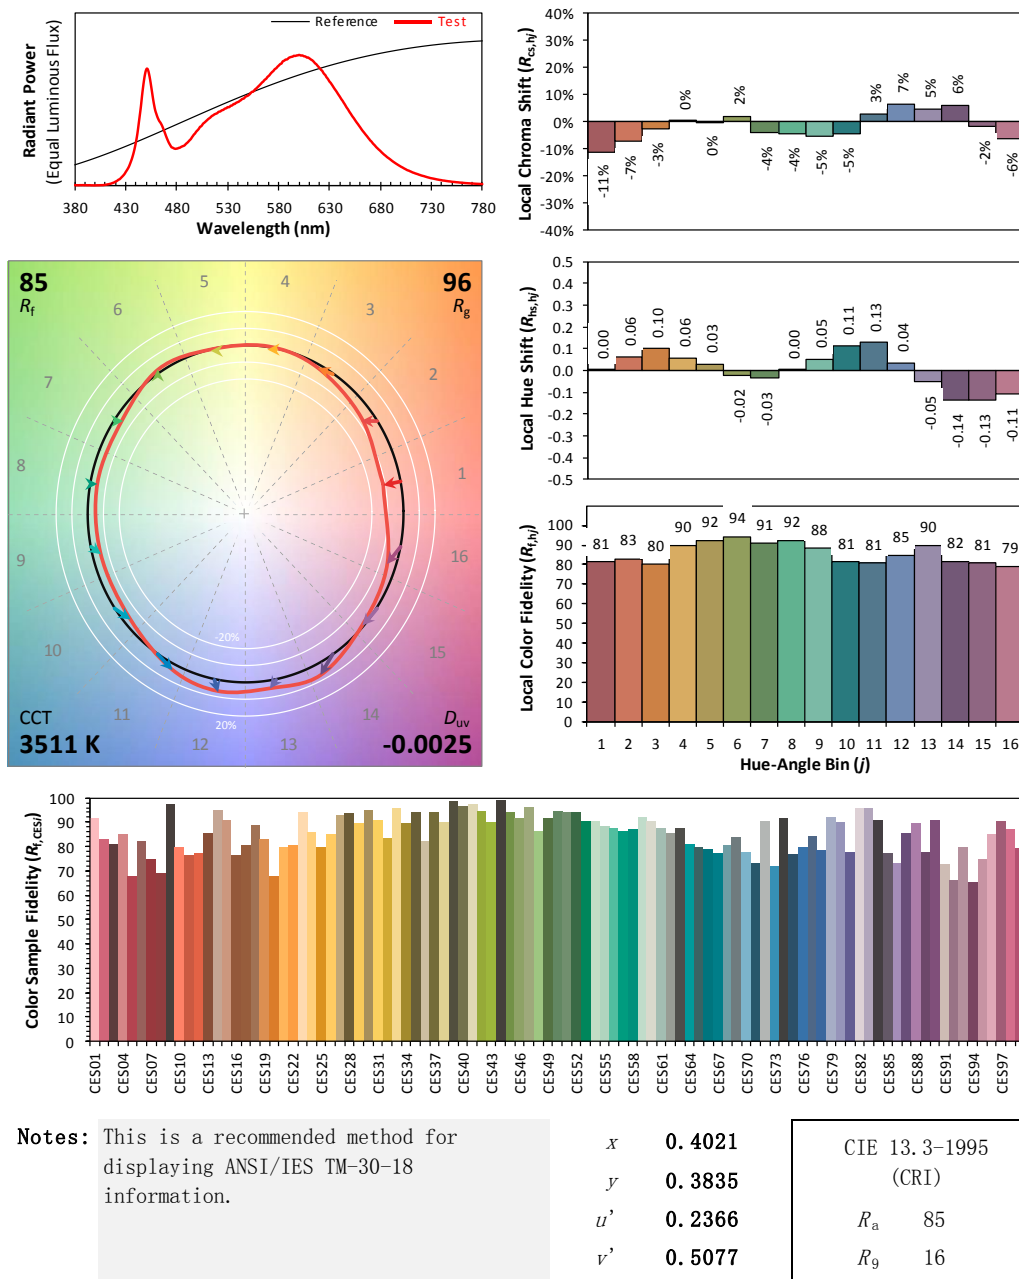 Reference
Test
Radiant Power
(Equal Luminous Flux)
380 430 480 530 580 630 680 730 780
Wavelength (nm)
Local Chroma Shift (Rcs,hj)
40%
30%
20%
10%
0%
-10%
-20%
-30%
-40%
-11% -7% -3% 0% 0% 2% -4% -4% -5% -5% 3% 7% 5% 6% -2% -6%
85
Rf
96
Rg
1 2 3 4 5 6 7 8 9 10 11 12 13 14 15 16
-20%
20%
CCT
3511 K
Duv
-0.0025
Local Hue Shift (Rhs,hj)
0.5
0.4
0.3
0.2
0.1
0.0
-0.1
-0.2
-0.3
-0.4
-0.5
0.00 0.06 0.10 0.06 0.03 -0.02 -0.03 0.00 0.05 0.11 0.13 0.04 -0.05 -0.14 -0.13 -0.11
Local Color Fidelity (Rf,hj)
100
90
80
70
60
50
40
30
20
10
0
81 83 80 90 92 94 91 92 88 81 81 85 90 82 81 79
1 2 3 4 5 6 7 8 9 10 11 12 13 14 15 16
Hue-Angle Bin (j)
Color Sample Fidelity (Rf,CESi)
100
90
80
70
60
50
40
30
20
10
0
CES01 CES04 CES07 CES10 CES13 CES16 CES19 CES22 CES25 CES28 CES31 CES34 CES37 CES40 CES43 CES46 CES49 CES52 CES55 CES58 CES61 CES64 CES67 CES70 CES73 CES76 CES79 CES82 CES85 CES88 CES91 CES94 CES97
Notes: This is a recommended method for
displaying ANSI/IES TM-30-18
information.
x 0.4021
y 0.3835
u' 0.2366
v' 0.5077
CIE 13.3-1995
(CRI)
Ra 85
R9 16